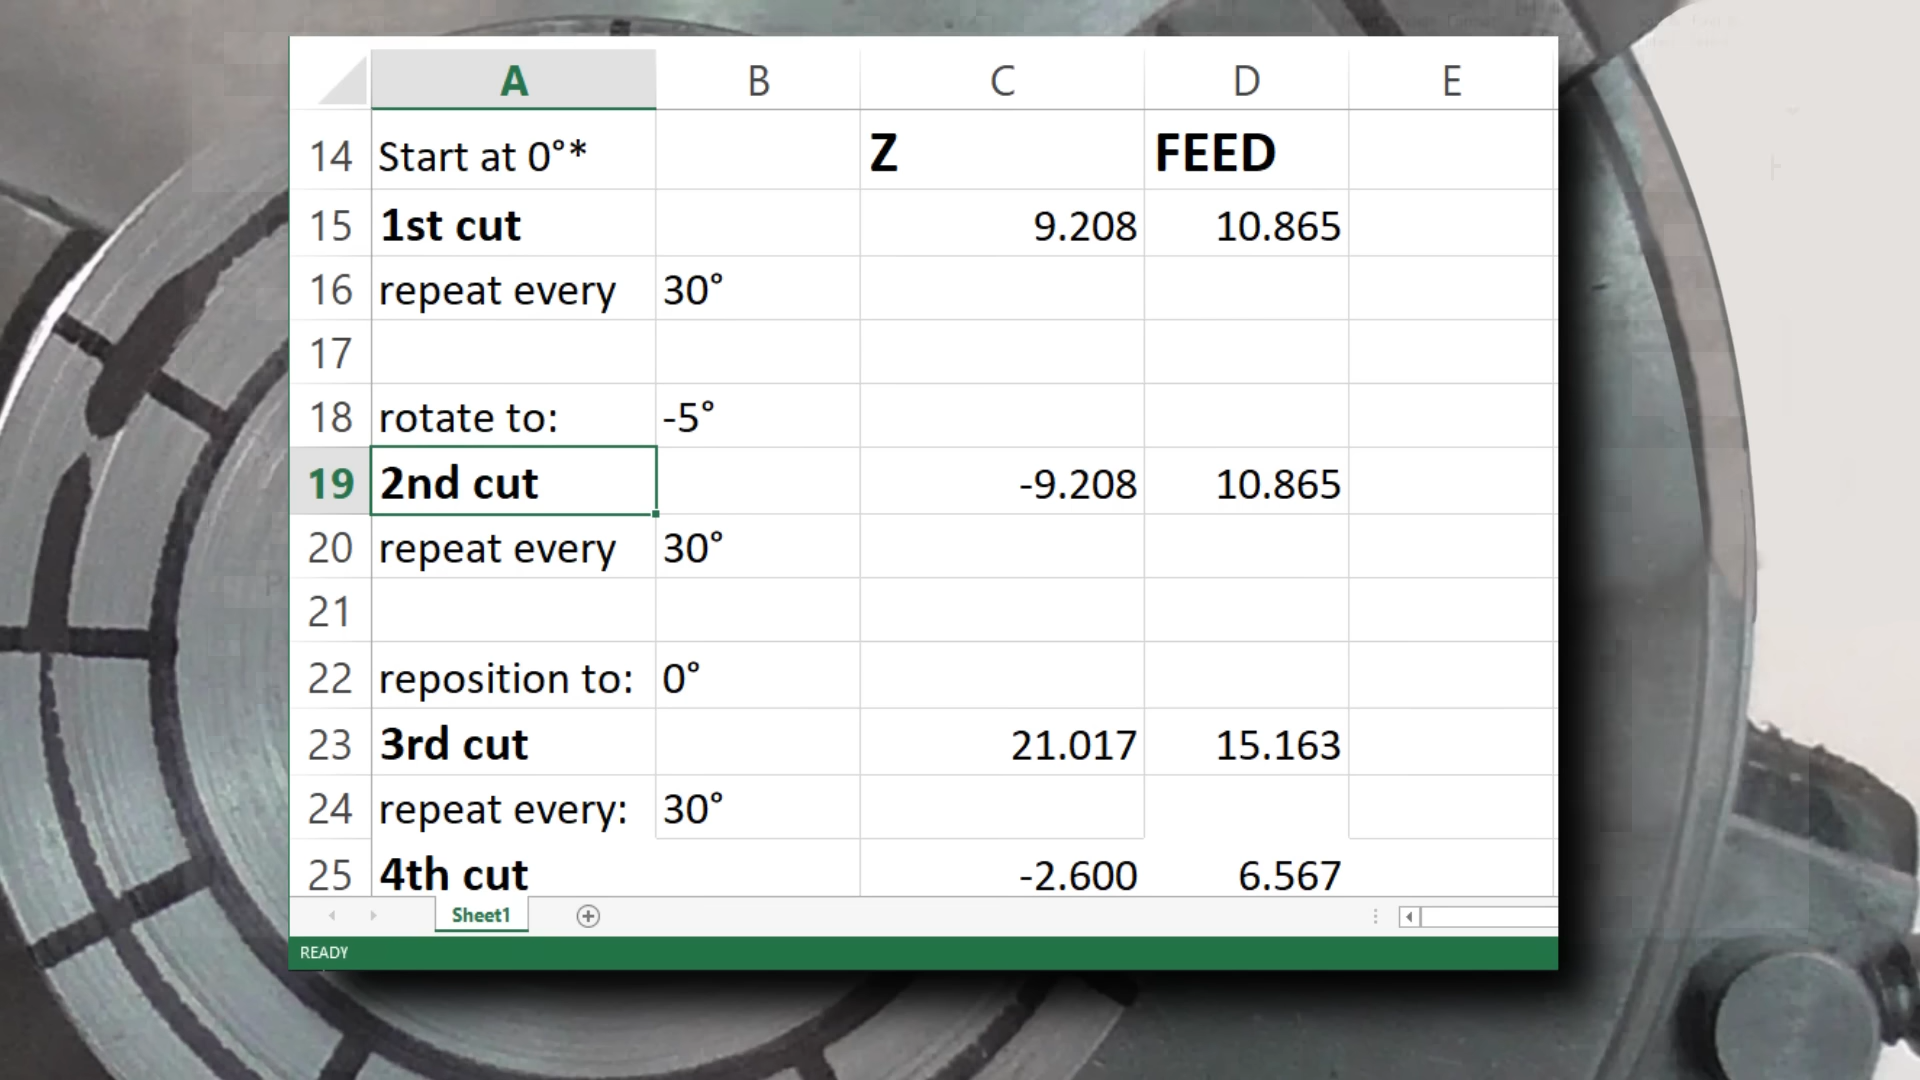 A B C D E
14 Start at 0°* Z FEED
15 1st cut 9.208 10.865
16 repeat every 30°
17
18 rotate to: -5°
19 2nd cut -9.208 10.865
20 repeat every 30°
21
22 reposition to: 0°
23 3rd cut 21.017 15.163
24 repeat every: 30°
25 4th cut -2.600 6.567
Sheet1
READY